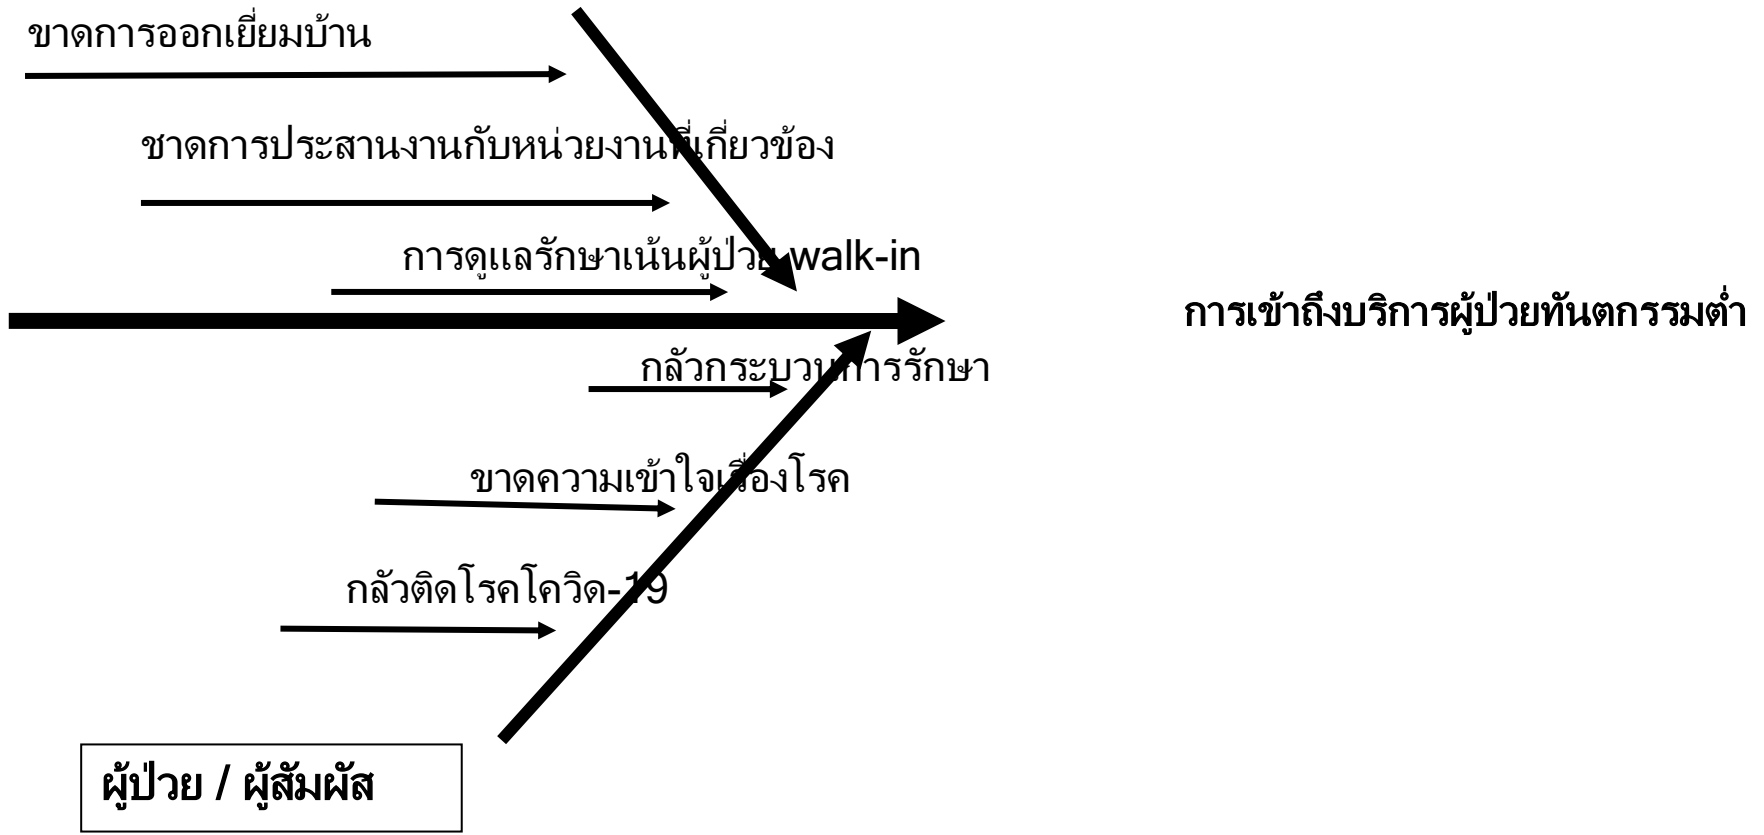 ขาดการออกเยี่ยมบ้าน
ชาดการประสานงานกับหน่วยงานที่เกี่ยวข้อง
การดูแลรักษาเน้นผู้ป่วย walk-in
การเข้าถึงบริการผู้ป่วยทันตกรรมต่ำ
กลัวกระบวนการรักษา
ขาดความเข้าใจเรื่องโรค
กลัวติดโรคโควิด-19
ผู้ป่วย / ผู้สัมผัส